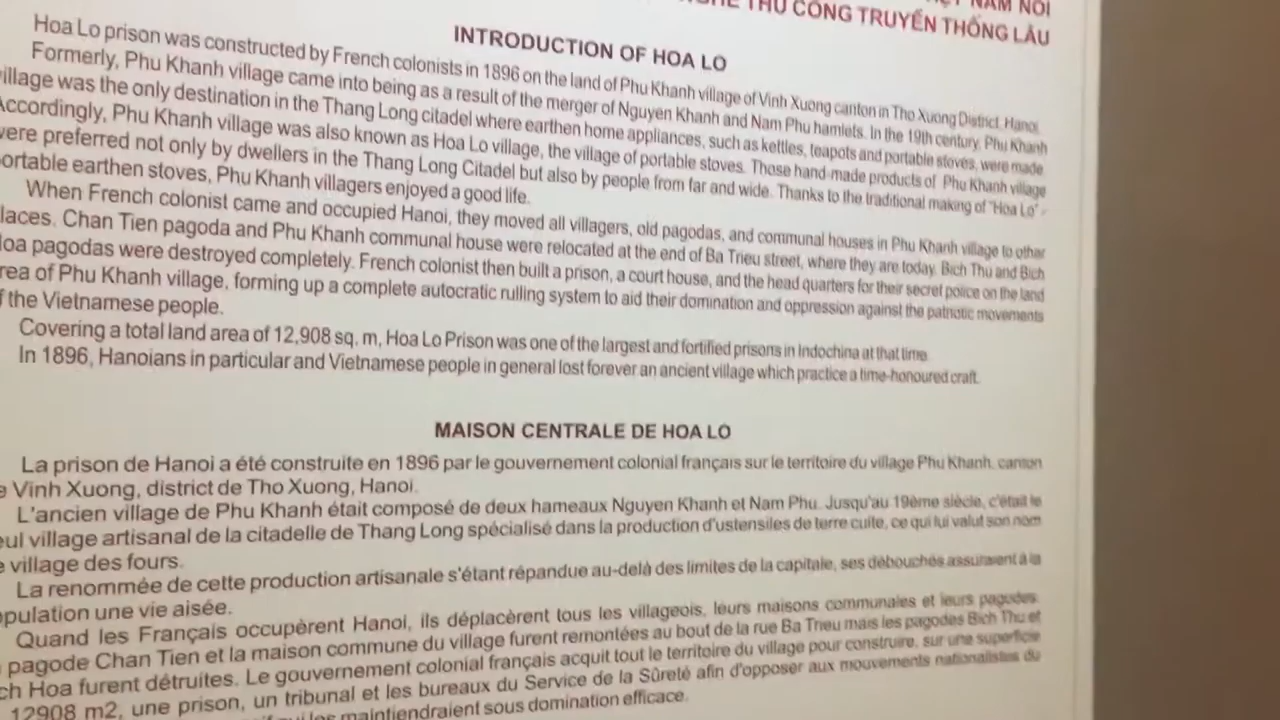 NAM NÓI
THỦ CÔNG TRUYỀN THỐNG LÂU
INTRODUCTION OF HOA LO
Hoa Lo prison was constructed by French colonists in 1896 on the land of Phu Khanh village of Vinh Xuong canton in Tho Xuong District, Hanoi.
Formerly, Phu Khanh village came into being as a result of the merger of Nguyen Khanh and Nam Phu hamlets. In the 19th century, Phu Khanh
village was the only destination in the Thang Long citadel where earthen home appliances, such as kettles, teapots and portable stoves, were made.
Accordingly, Phu Khanh village was also known as Hoa Lo village, the village of portable stoves. Those hand-made products of Phu Khanh village
were preferred not only by dwellers in the Thang Long Citadel but also by people from far and wide. Thanks to the traditional making of "Hoa Lo" -
portable earthen stoves, Phu Khanh villagers enjoyed a good life.
When French colonist came and occupied Hanoi, they moved all villagers, old pagodas, and communal houses in Phu Khanh village to other
laces. Chan Tien pagoda and Phu Khanh communal house were relocated at the end of Ba Trieu street, where they are today. Bich Thu and Bich
Hoa pagodas were destroyed completely. French colonist then built a prison, a court house, and the head quarters for their secret police on the land
rea of Phu Khanh village, forming up a complete autocratic rulling system to aid their domination and oppression against the patriotic movements
f the Vietnamese people.
Covering a total land area of 12,908 sq. m, Hoa Lo Prison was one of the largest and fortified prisons in Indochina at that time.
In 1896, Hanoians in particular and Vietnamese people in general lost forever an ancient village which practice a time-honoured craft.
MAISON CENTRALE DE HOA LO
La prison de Hanoi a été construite en 1896 par le gouvernement colonial français sur le territoire du village Phu Khanh, canton
e Vinh Xuong, district de Tho Xuong, Hanoi.
L'ancien village de Phu Khanh était composé de deux hameaux Nguyen Khanh et Nam Phu. Jusqu'au 19ème siècle, c'était le
eul village artisanal de la citadelle de Thang Long spécialisé dans la production d'ustensiles de terre cuite, ce qui lui valut son nom
e village des fours.
La renommée de cette production artisanale s'étant répandue au-delà des limites de la capitale, ses débouchés assuraient à la
opulation une vie aisée.
Quand les Français occupèrent Hanoi, ils déplacèrent tous les villageois, leurs maisons communales et leurs pagodes.
pagode Chan Tien et la maison commune du village furent remontées au bout de la rue Ba Trieu mais les pagodes Bich Thu et
ch Hoa furent détruites. Le gouvernement colonial français acquit tout le territoire du village pour construire, sur une superficie
12908 m2, une prison, un tribunal et les bureaux du Service de la Sûreté afin d'opposer aux mouvements nationalistes du
maintiendraient sous domination efficace.